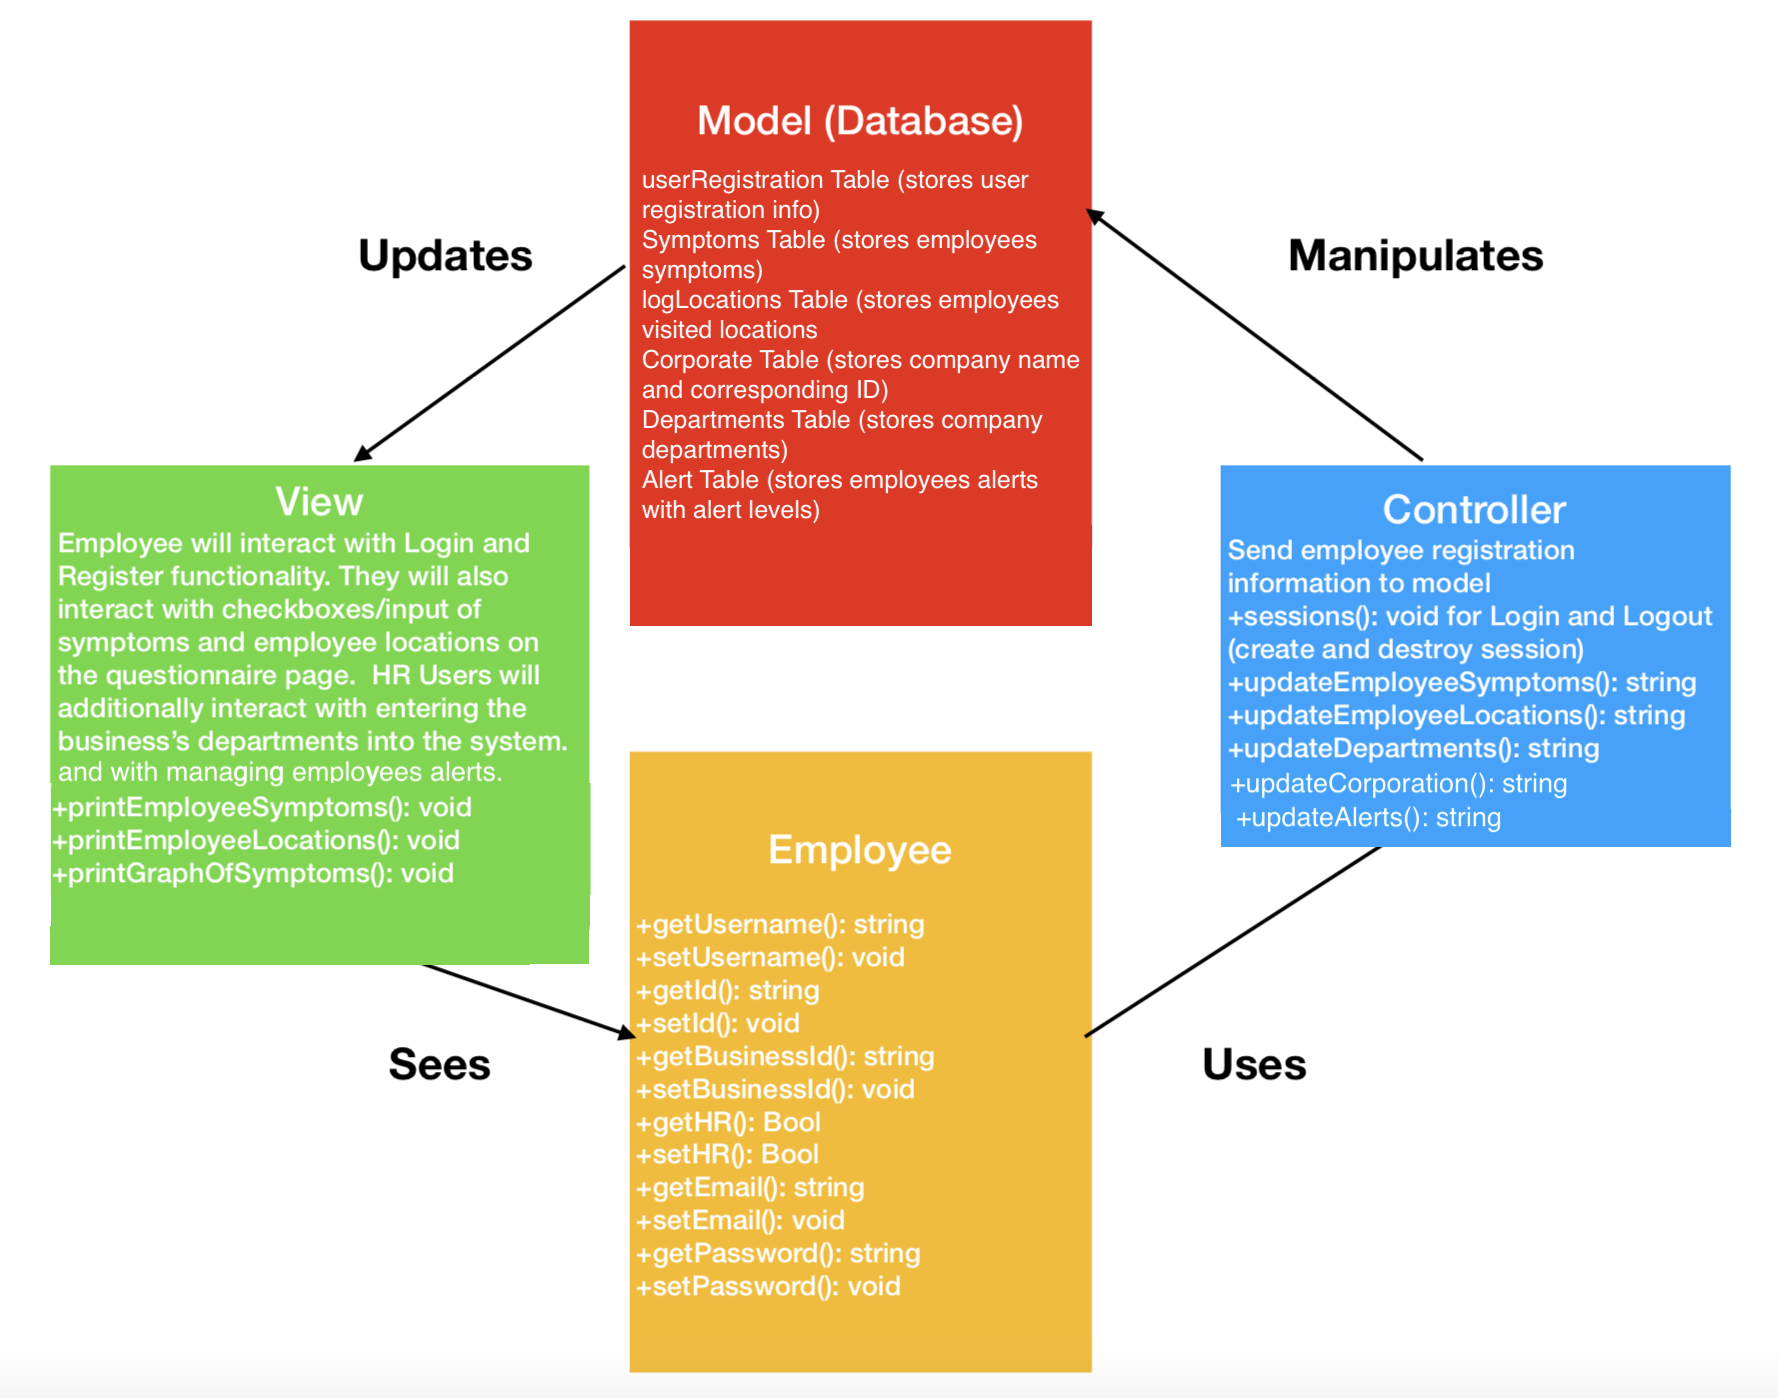 Model (Database)
userRegistration Table (stores user
registration info)
Symptoms Table (stores employees
symptoms)
logLocations Table (stores employees
visited locations
Corporate Table (stores company name
and corresponding ID)
Departments Table (stores company
departments)
Alert Table (stores employees alerts
with alert levels)
Updates
Manipulates
View
Employee will interact with Login and
Register functionality. They will also
interact with checkboxes/input of
symptoms and employee locations on
the questionnaire page.  HR Users will
additionally interact with entering the
business’s departments into the system.
and with managing employees alerts.
+printEmployeeSymptoms(): void
+printEmployeeLocations(): void
+printGraphOfSymptoms(): void
Controller
Send employee registration
information to model
+sessions(): void for Login and Logout
(create and destroy session)
+updateEmployeeSymptoms(): string
+updateEmployeeLocations(): string
+updateDepartments(): string
+updateCorporation(): string
+updateAlerts(): string
Employee
+getUsername(): string
+setUsername(): void
+getId(): string
+setId(): void
+getBusinessId(): string
+setBusinessId(): void
+getHR(): Bool
+setHR(): Bool
+getEmail(): string
+setEmail(): void
+getPassword(): string
+setPassword(): void
Sees
Uses